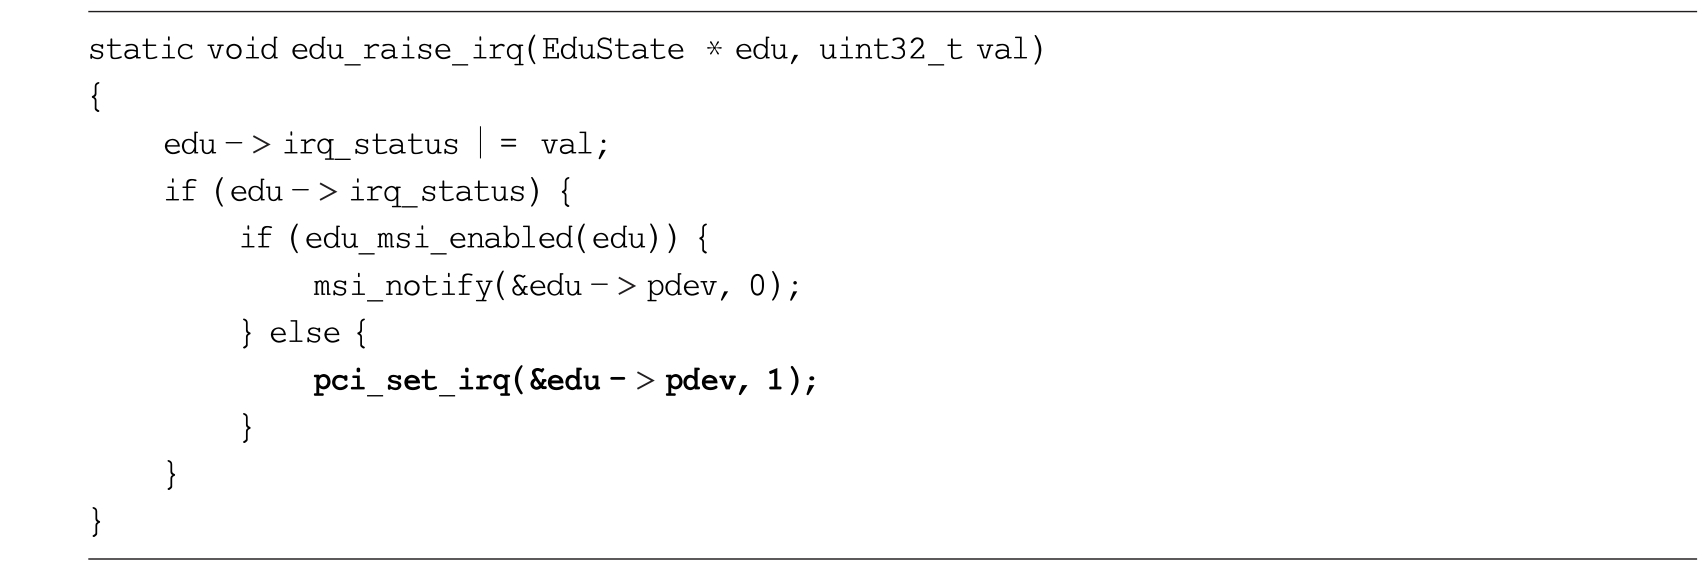 static void edu_raise_irq(EduState * edu, uint32_t val)
{
edu -> irq_status | = val;
if (edu -> irq_status) {
if (edu_msi_enabled(edu)) {
msi_notify(&edu -> pdev, 0);
} else {
pci_set_irq(&edu - > pdev, 1);
}
}
}